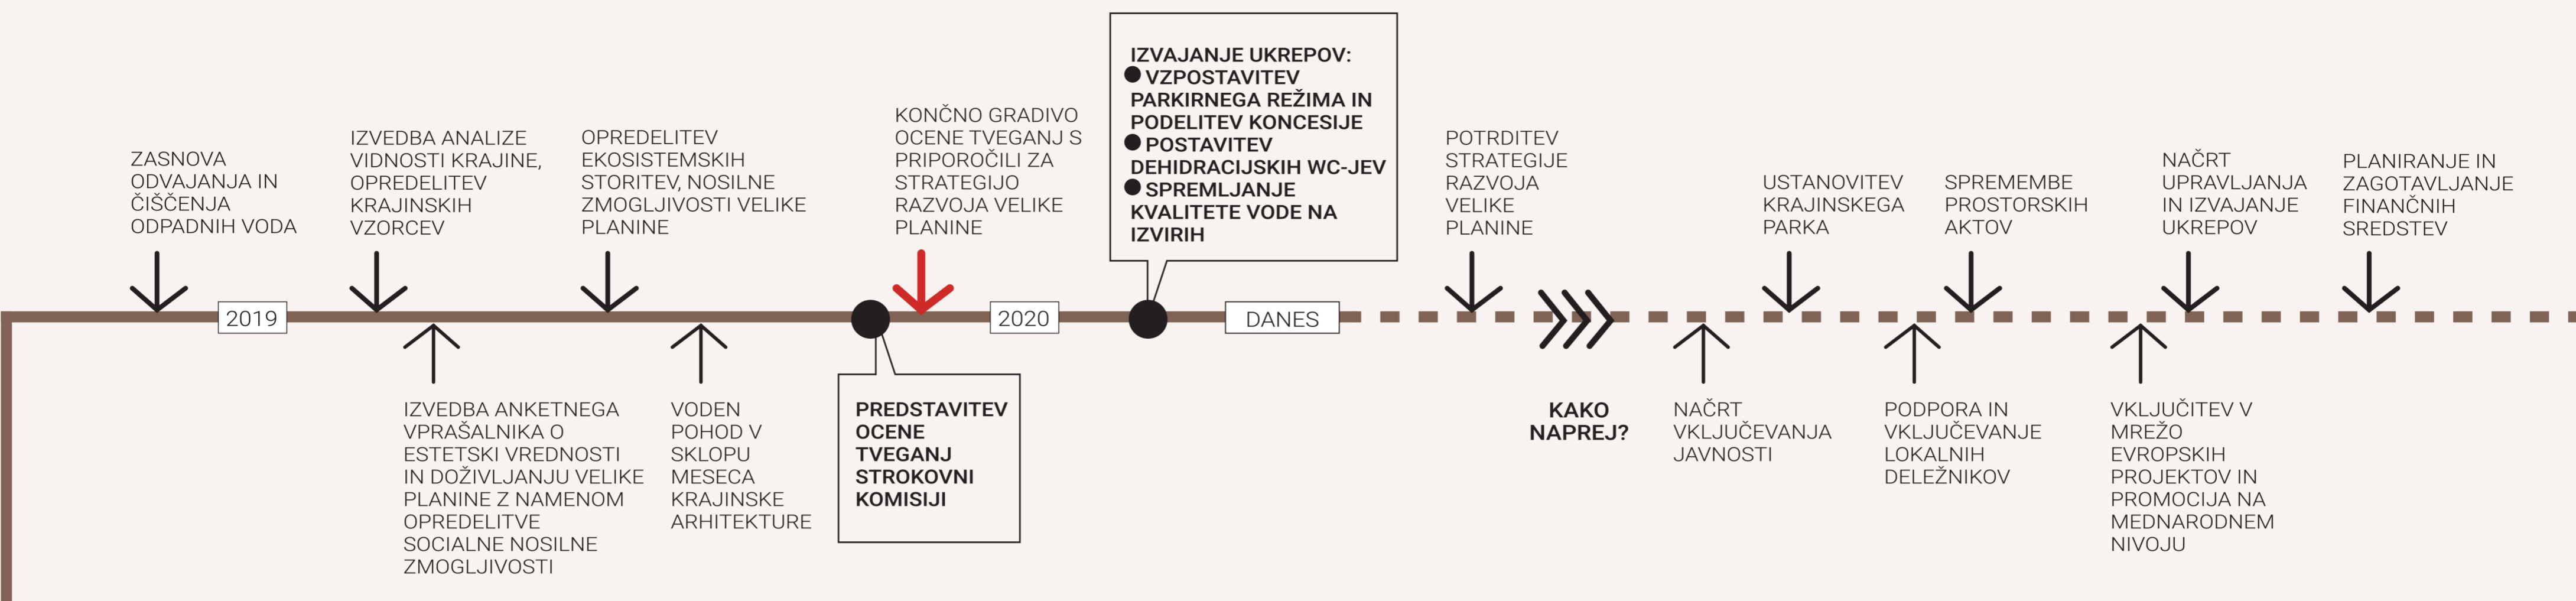 ZASNOVA
ODVAJANJA IN
ČIŠČENJA
ODPADNIH VODA
2019
IZVEDBA ANALIZE
VIDNOSTI KRAJINE,
OPREDELITEV
KRAJINSKIH
VZORCEV
IZVEDBA ANKETNEGA
VPRAŠALNIKA O
ESTETSKI VREDNOSTI
IN DOŽIVLJANJU VELIKE
PLANINE Z NAMENOM
OPREDELITVE
SOCIALNE NOSILNE
ZMOGLJIVOSTI
OPREDELITEV
EKOSISTEMSKIH
STORITEV, NOSILNE
ZMOGLJIVOSTI VELIKE
PLANINE
VODEN
POHOD V
SKLOPU
MESECA
KRAJINSKE
ARHITEKTURE
PREDSTAVITEV
OCENE
TVEGANJ
STROKOVNI
KOMISIJI
KONČNO GRADIVO
OCENE TVEGANJ S
PRIPOROČILI ZA
STRATEGIJO
RAZVOJA VELIKE
PLANINE
2020
IZVAJANJE UKREPOV:
● VZPOSTAVITEV
PARKIRNEGA REŽIMA IN
PODELITEV KONCESIJE
● POSTAVITEV
DEHIDRACIJSKIH WC-JEV
● SPREMLJANJE
KVALITETE VODE NA
IZVIRIH
DANES
POTRDITEV
STRATEGIJE
RAZVOJA
VELIKE
PLANINE
KAKO
NAPREJ?
NAČRT
VKLJUČEVANJA
JAVNOSTI
USTANOVITEV
KRAJINSKEGA
PARKA
PODPORA IN
VKLJUČEVANJE
LOKALNIH
DELEŽNIKOV
SPREMEMBE
PROSTORSKIH
AKTOV
VKLJUČITEV V
MREŽO
EVROPSKIH
PROJEKTOV IN
PROMOCIJA NA
MEDNARODNEM
NIVOJU
NAČRT
UPRAVLJANJA
IN IZVAJANJE
UKREPOV
PLANIRANJE IN
ZAGOTAVLJANJE
FINANČNIH
SREDSTEV